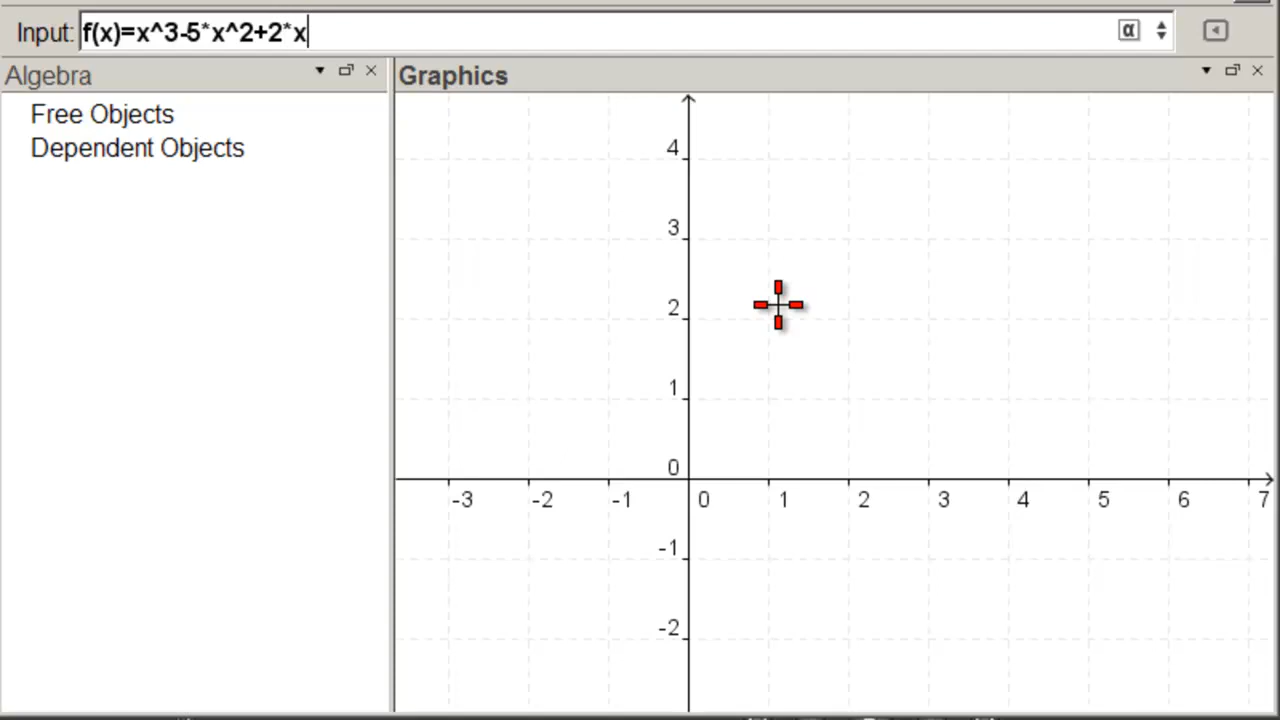 Input: f(x)=x^3-5*x^2+2*x
α
Algebra
Graphics
Free Objects
Dependent Objects
4
3
2
1
0
-3 -2 -1 0 1 2 3 4 5 6 7
-1
-2